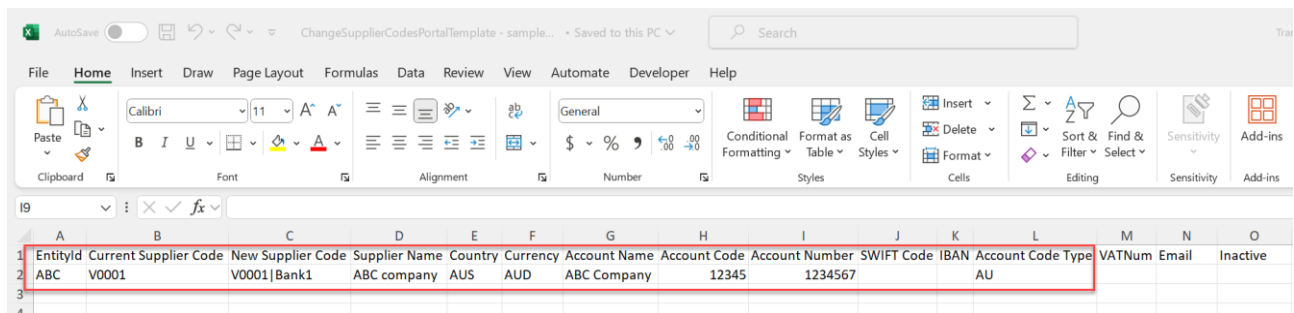 AutoSave ChangeSupplierCodesPortalTemplate - sample... • Saved to this PC Search
File Home Insert Draw Page Layout Formulas Data Review View Automate Developer Help
Calibri 11 A A General Insert
Paste Conditional Format as Cell Delete Sort & Find & Sensitivity Add-ins
B I U A $ % Formatting Table Styles Format Filter Select
Clipboard Font Alignment Number Styles Cells Editing Sensitivity Add-ins
I9 fx
A B C D E F G H I J K L M N O
1 EntityId Current Supplier Code New Supplier Code Supplier Name Country Currency Account Name Account Code Account Number SWIFT Code IBAN Account Code Type VATNum Email Inactive
2 ABC V0001 V0001|Bank1 ABC company AUS AUD ABC Company 12345 1234567 AU
3